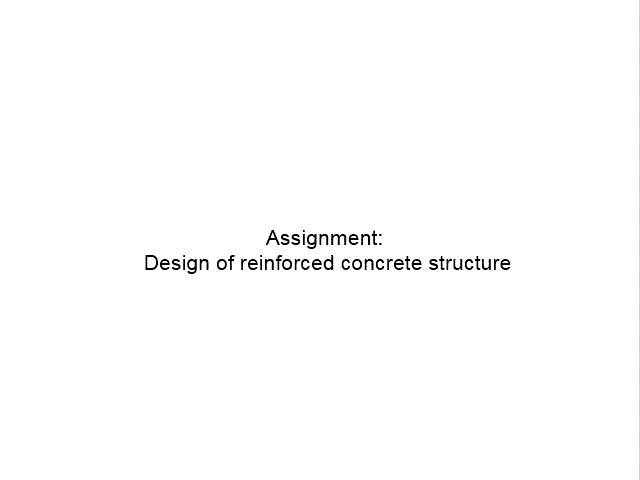 Assignment:
Design of reinforced concrete structure